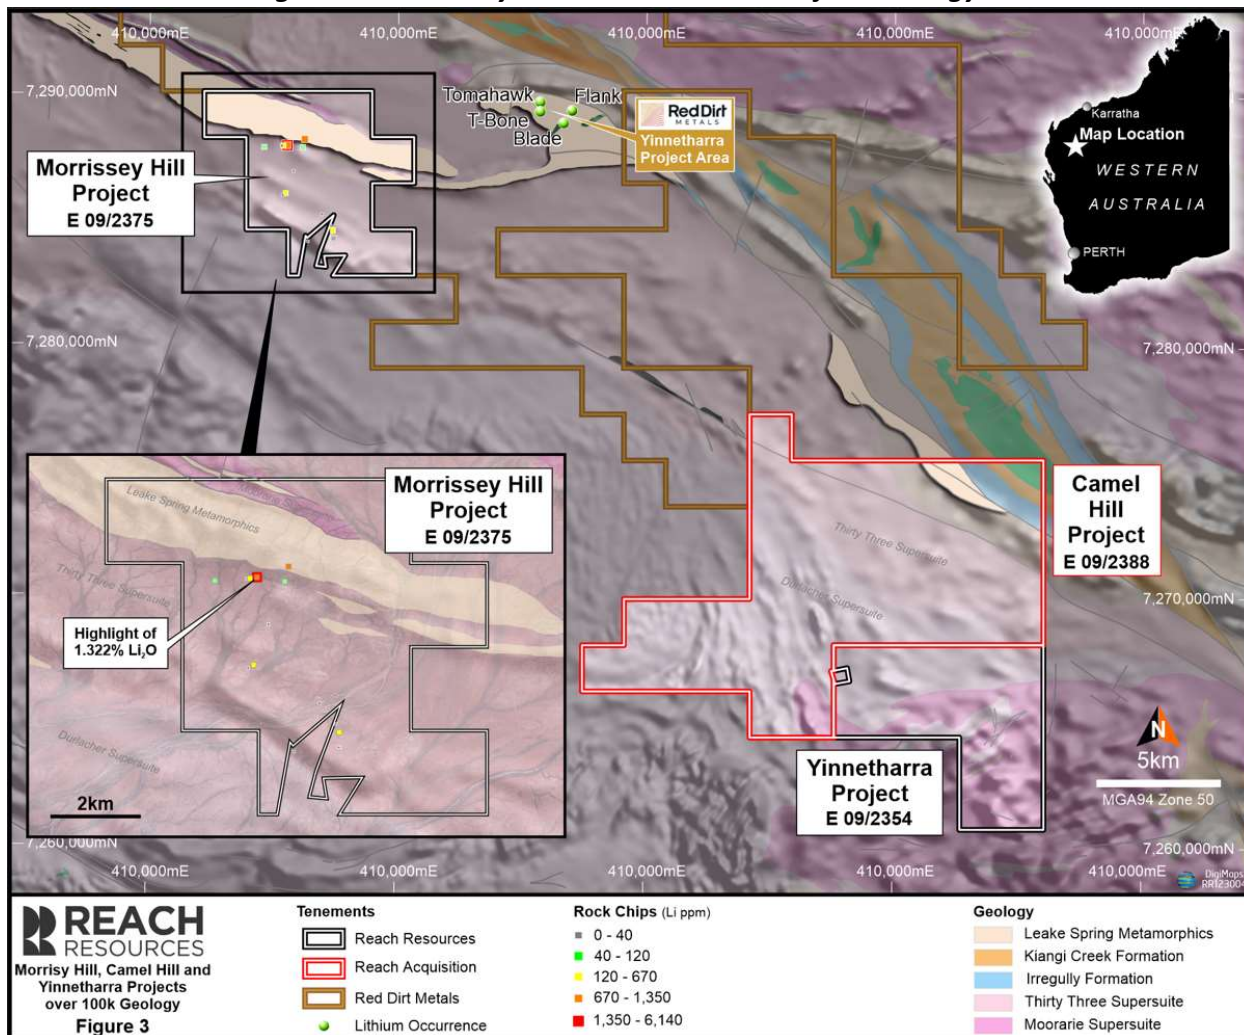 410,000mE
410,000mE
410,000mE
410,000mE
410,000mE
7,290,000mN
Tomahawk
Flank
T-Bone
Blade
RedDirt
METALS
Yinnetharra
Project Area
Karratha
Map Location
WESTERN
AUSTRALIA
PERTH
Morrissey Hill
Project
E 09/2375
7,280,000mN
7,280,000mN
Morrissey Hill
Project
E 09/2375
Leake Spring Metamorphics
Thirty Three Supersuite
Highlight of
1.322% Li₂O
Durlacher Supersuite
2km
Thirty Three Supersuite
Durlacher Supersuite
Camel
Hill
Project
E 09/2388
7,270,000mN
Yinnetharra
Project
E 09/2354
N
5km
MGA94 Zone 50
7,260,000mN
7,260,000mN
410,000mE
410,000mE
410,000mE
410,000mE
410,000mE
DigiMaps
RR123004
REACH
RESOURCES
Morrisy Hill, Camel Hill and
Yinnetharra Projects
over 100k Geology
Figure 3
Tenements
Reach Resources
Reach Acquisition
Red Dirt Metals
Lithium Occurrence
Rock Chips (Li ppm)
0 - 40
40 - 120
120 - 670
670 - 1,350
1,350 - 6,140
Geology
Leake Spring Metamorphics
Kiangi Creek Formation
Irregully Formation
Thirty Three Supersuite
Moorarie Supersuite